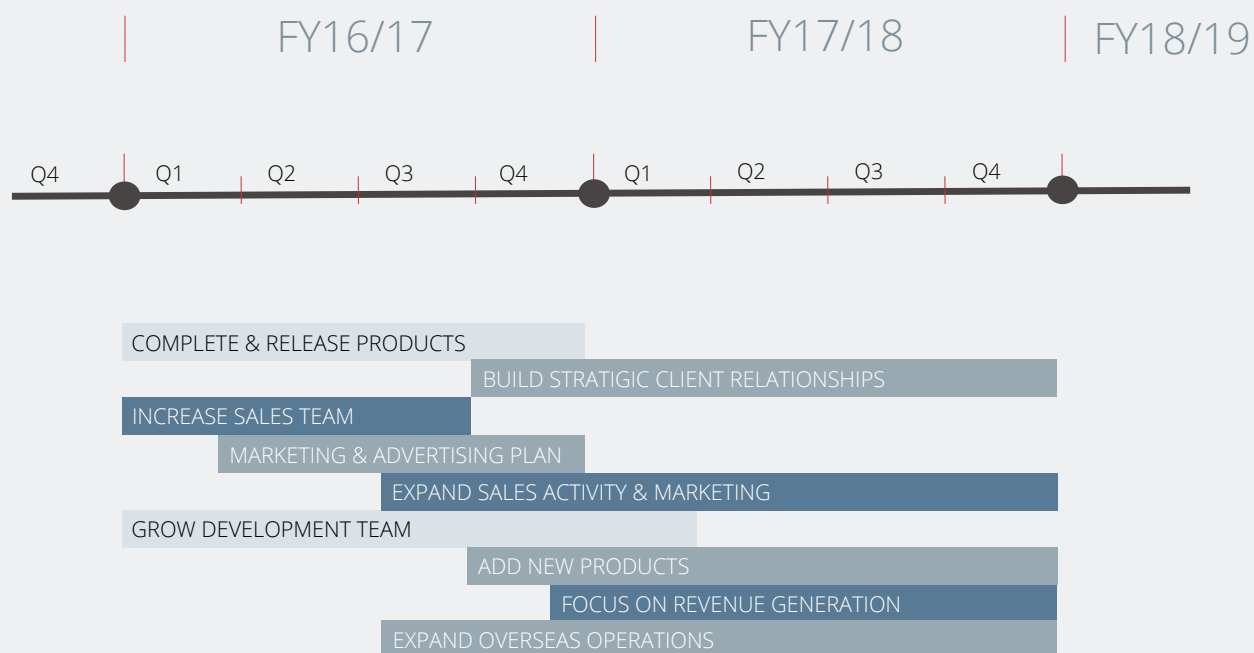 FY16/17 FY17/18 FY18/19
Q4 Q1 Q2 Q3 Q4 Q1 Q2 Q3 Q4
COMPLETE & RELEASE PRODUCTS
BUILD STRATIGIC CLIENT RELATIONSHIPS
INCREASE SALES TEAM
MARKETING & ADVERTISING PLAN
EXPAND SALES ACTIVITY & MARKETING
GROW DEVELOPMENT TEAM
ADD NEW PRODUCTS
FOCUS ON REVENUE GENERATION
EXPAND OVERSEAS OPERATIONS